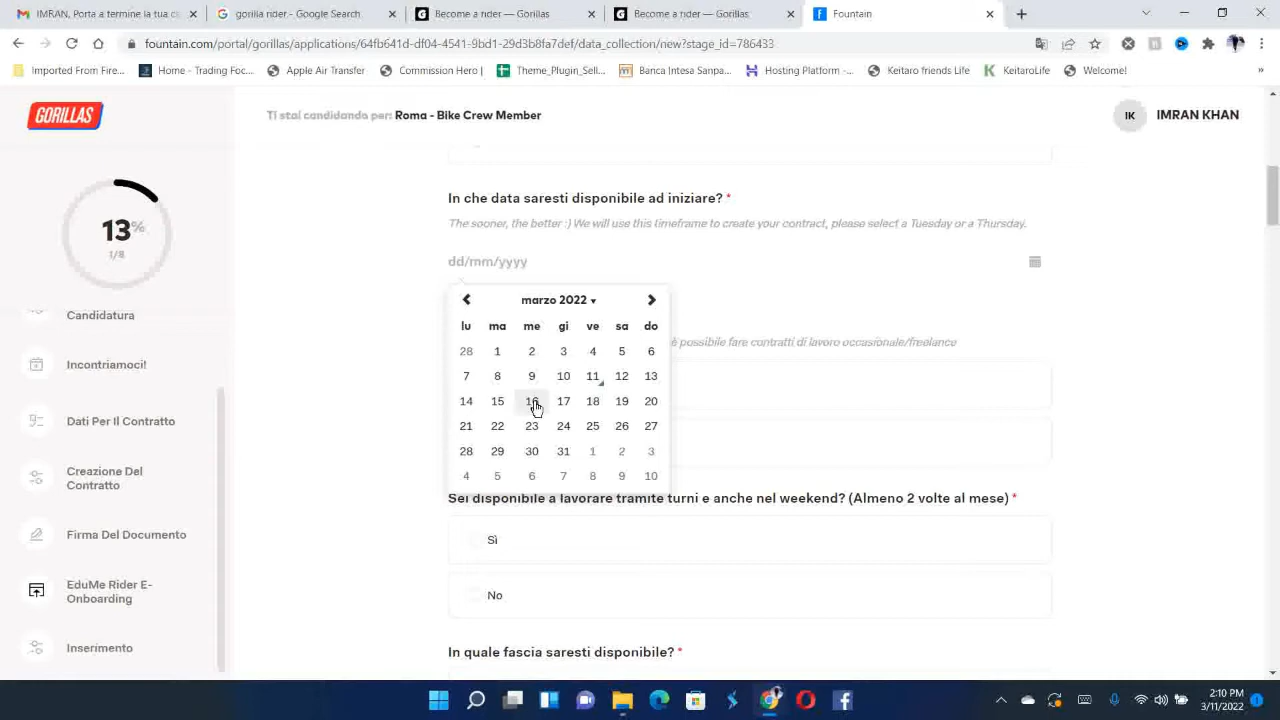 IMRAN, Porta a termine la tua c
gorilla rider - Google Search
Become a rider — Gorillas
Become a rider — Gorillas
Fountain
fountain.com/portal/gorillas/applications/64fb641d-df04-4541-9bd1-29d3b8fa7def/data_collection/new?stage_id=786433
Imported From Fire...
Home - Trading Foc...
Apple Air Transfer
Commission Hero |
Theme_Plugin_Sell...
Banca Intesa Sanpa...
Hosting Platform -...
Keitaro friends Life
KeitaroLife
Welcome!
»
GORILLAS
Ti stai candidando per: Roma - Bike Crew Member
IK
IMRAN KHAN
13%
1/8
Candidatura
Incontriamoci!
Dati Per Il Contratto
Creazione Del
Contratto
Firma Del Documento
EduMe Rider E-
Onboarding
Inserimento
In che data saresti disponibile ad iniziare? *
The sooner, the better :) We will use this timeframe to create your contract, please select a Tuesday or a Thursday.
dd/mm/yyyy
marzo 2022
lu ma me gi ve sa do
28 1 2 3 4 5 6
7 8 9 10 11 12 13
14 15 16 17 18 19 20
21 22 23 24 25 26 27
28 29 30 31 1 2 3
4 5 6 7 8 9 10
è possibile fare contratti di lavoro occasionale/freelance
Sei disponibile a lavorare tramite turni e anche nel weekend? (Almeno 2 volte al mese) *
Sì
No
In quale fascia saresti disponibile? *
2:10 PM
3/11/2022